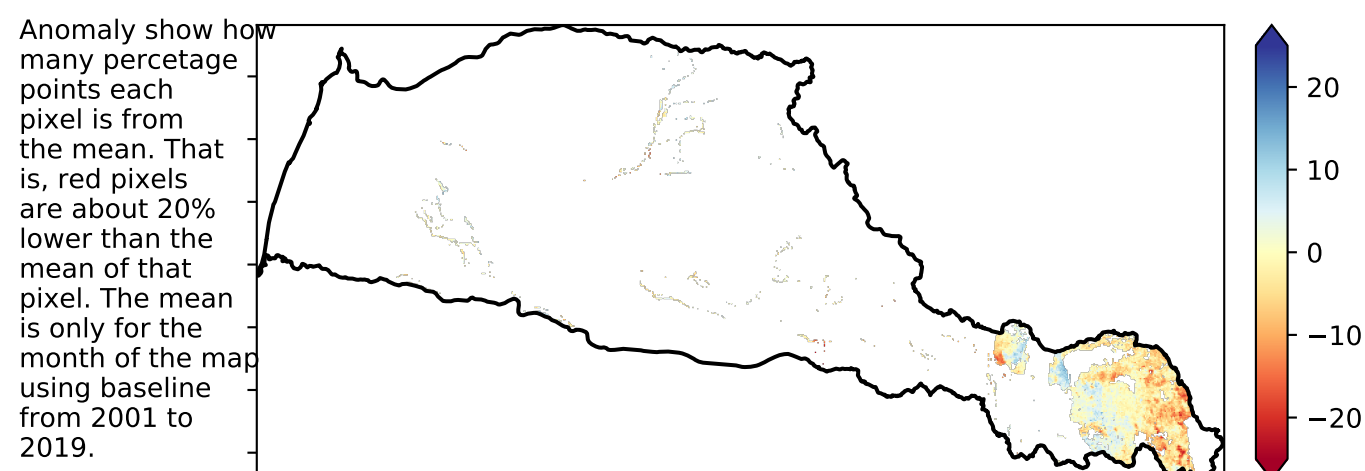 Anomaly show how
many percetage
points each
pixel is from
the mean. That
is, red pixels
are about 20%
lower than the
mean of that
pixel. The mean
is only for the
month of the map
using baseline
from 2001 to
2019.
20
10
0
−10
−20